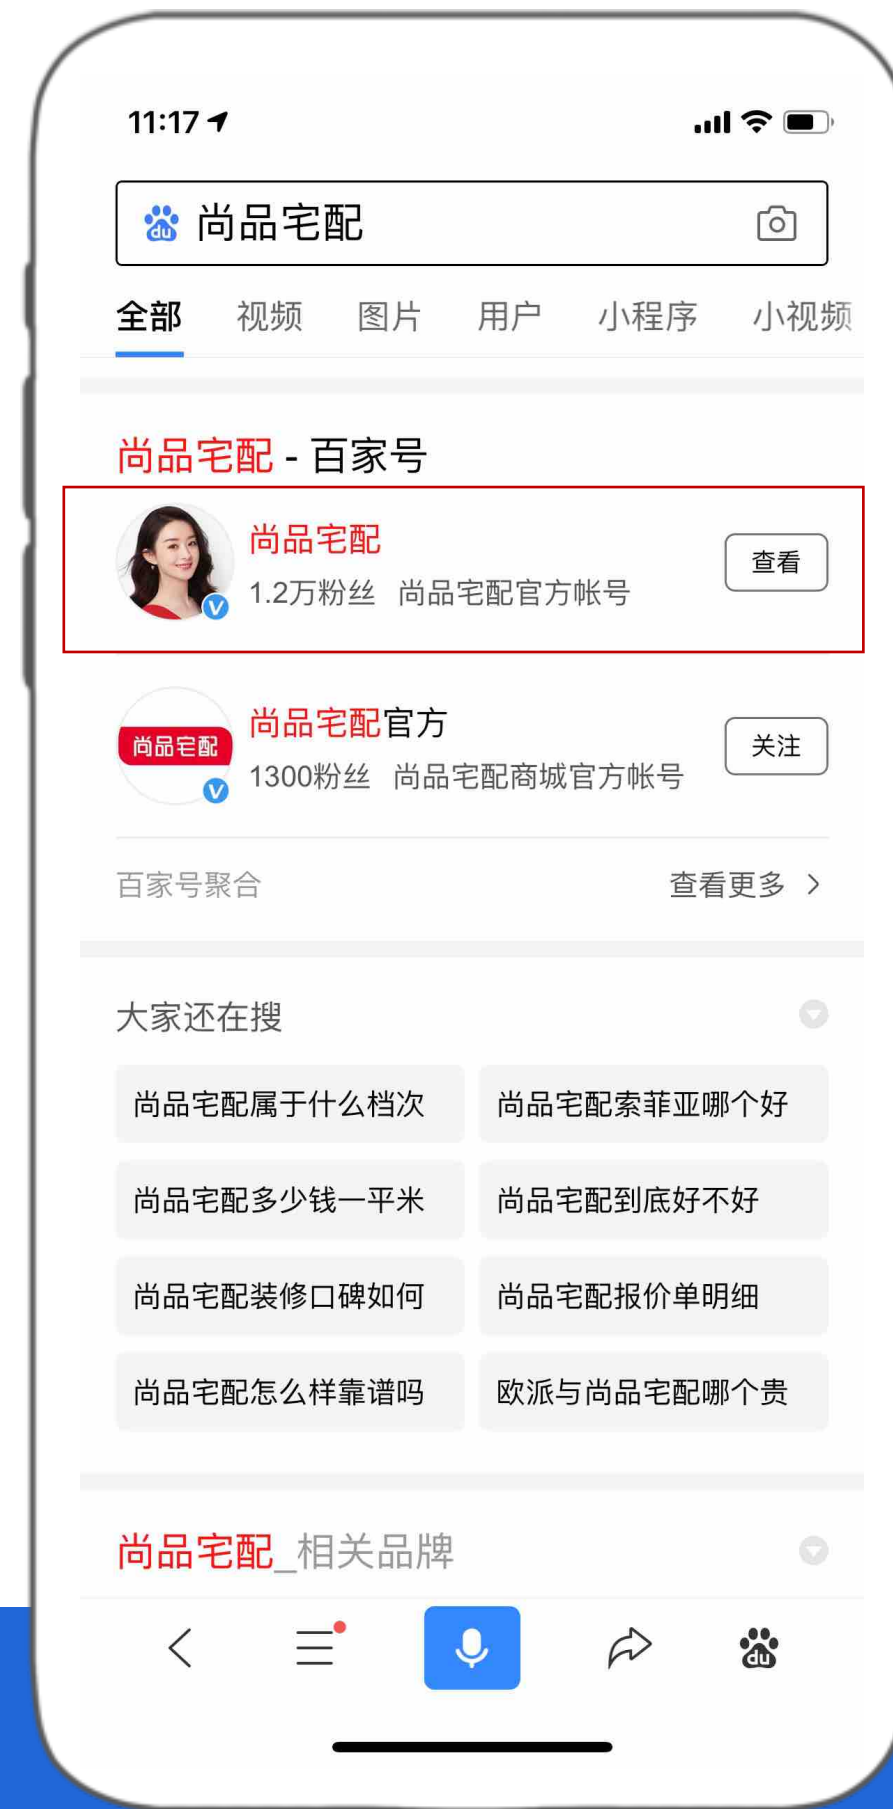 11:17
du 尚品宅配
全部 视频 图片 用户 小程序 小视频
尚品宅配 - 百家号
尚品宅配
1.2万粉丝 尚品宅配官方帐号
查看
V
尚品宅配官方
尚品宅配
1300粉丝 尚品宅配商城官方帐号
关注
V
百家号聚合 查看更多
大家还在搜
尚品宅配属于什么档次 尚品宅配索菲亚哪个好
尚品宅配多少钱一平米 尚品宅配到底好不好
尚品宅配装修口碑如何 尚品宅配报价单明细
尚品宅配怎么样靠谱吗 欧派与尚品宅配哪个贵
尚品宅配_相关品牌
du